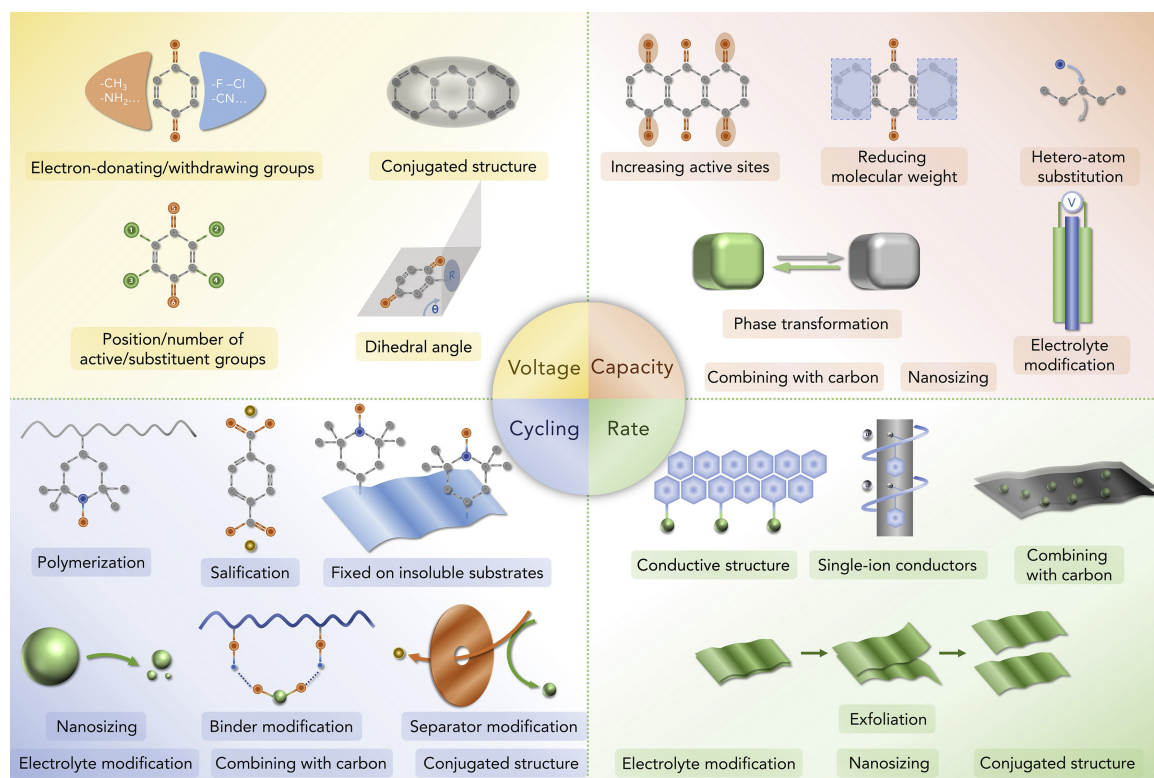 -CH3
-NH2...
-F –Cl
-CN...
Electron-donating/withdrawing groups
Conjugated structure
5
1
2
3
4
6
Position/number of
active/substituent groups
R
θ
Dihedral angle
Increasing active sites
Reducing
molecular weight
Hetero-atom
substitution
Phase transformation
V
Electrolyte
modification
Combining with carbon
Nanosizing
Voltage
Capacity
Cycling
Rate
Polymerization
Salification
Fixed on insoluble substrates
Nanosizing
Binder modification
Separator modification
Electrolyte modification
Combining with carbon
Conjugated structure
Conductive structure
Single-ion conductors
Combining
with carbon
Exfoliation
Electrolyte modification
Nanosizing
Conjugated structure